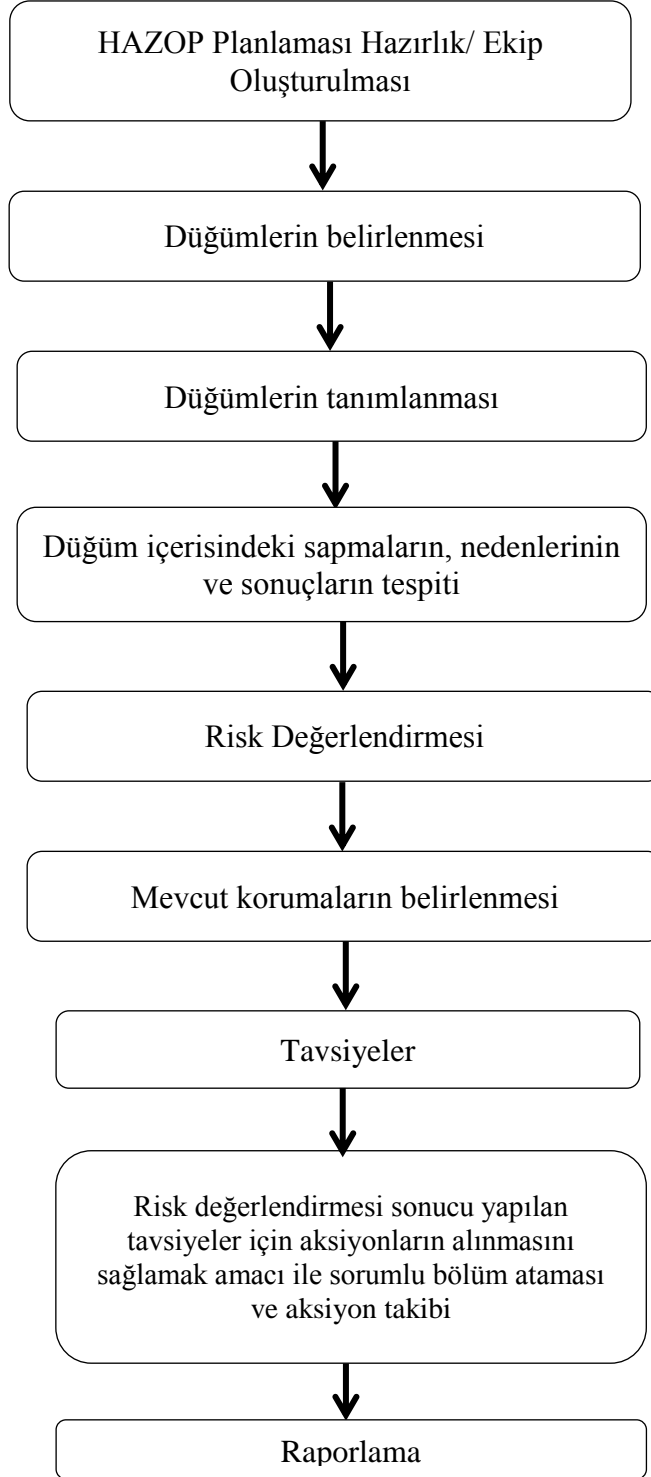 HAZOP Planlaması Hazırlık/ Ekip
Oluşturulması
Düğümlerin belirlenmesi
Düğümlerin tanımlanması
Düğüm içerisindeki sapmaların, nedenlerinin
ve sonuçların tespiti
Risk Değerlendirmesi
Mevcut korumaların belirlenmesi
Tavsiyeler
Risk değerlendirmesi sonucu yapılan
tavsiyeler için aksiyonların alınmasını
sağlamak amacı ile sorumlu bölüm ataması
ve aksiyon takibi
Raporlama